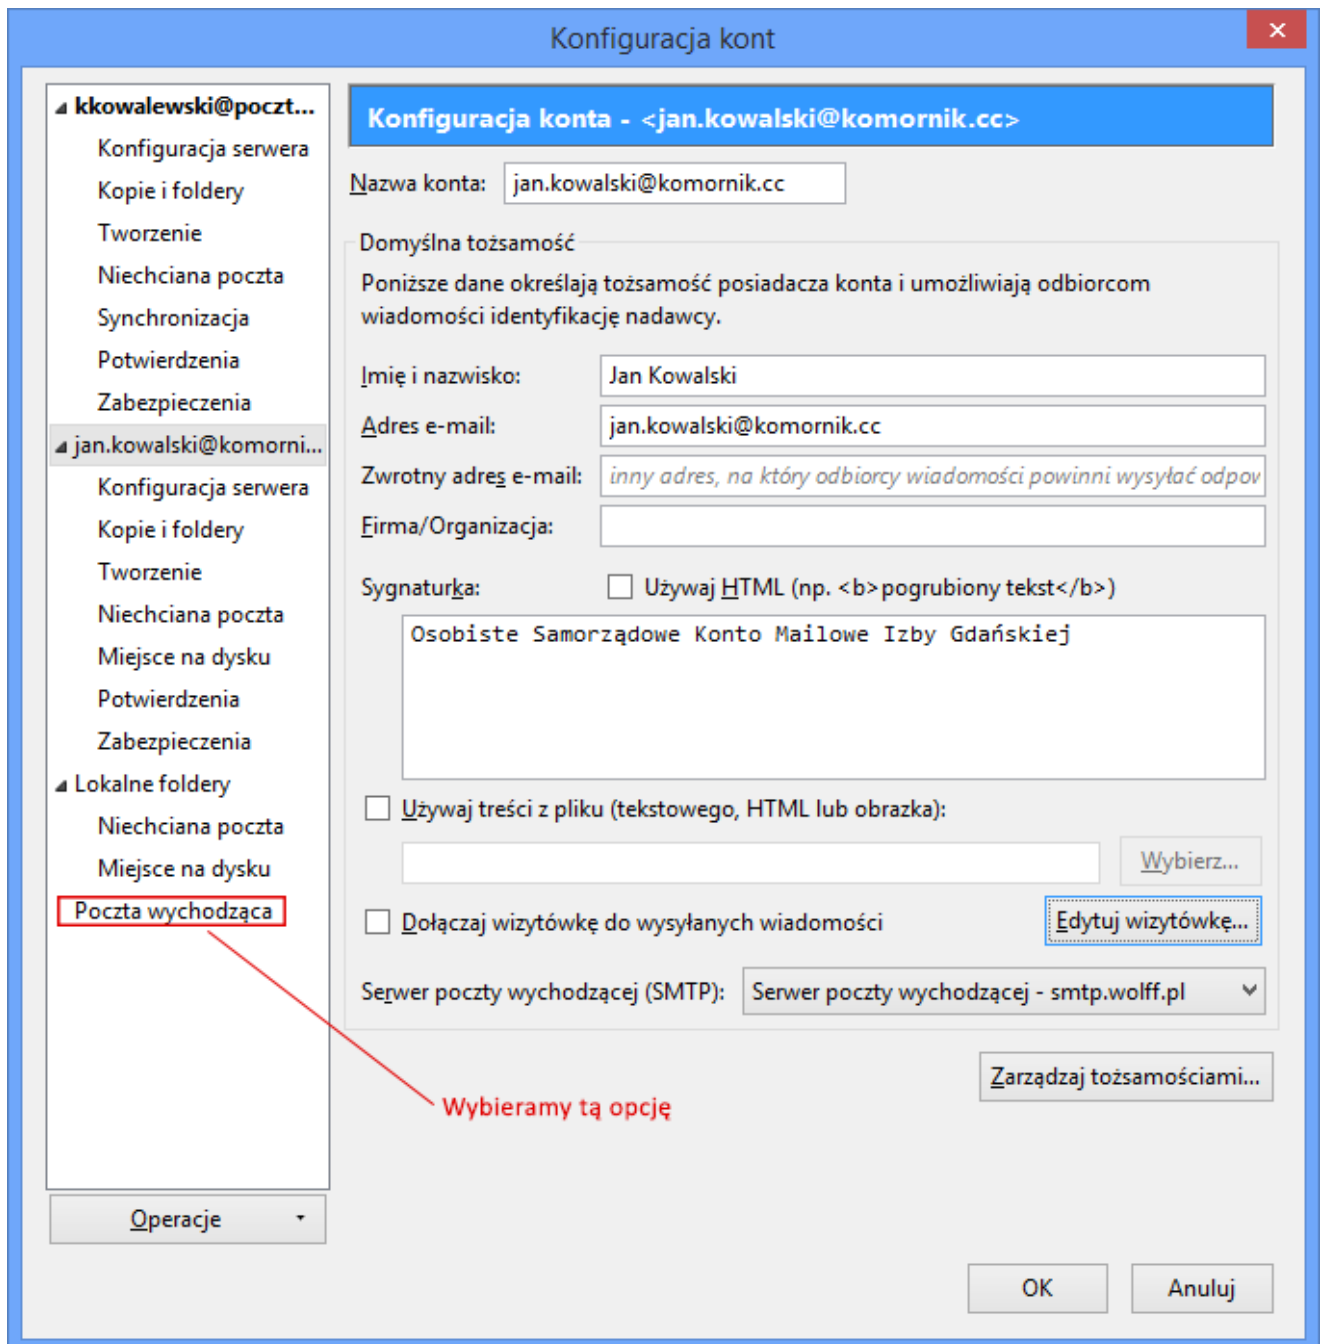 Konfiguracja kont
kkowalewski@poczt...
Konfiguracja serwera
Kopie i foldery
Tworzenie
Niechciana poczta
Synchronizacja
Potwierdzenia
Zabezpieczenia
jan.kowalski@komorni...
Konfiguracja serwera
Kopie i foldery
Tworzenie
Niechciana poczta
Miejsce na dysku
Potwierdzenia
Zabezpieczenia
Lokalne foldery
Niechciana poczta
Miejsce na dysku
Poczta wychodząca
Operacje
Konfiguracja konta - <jan.kowalski@komornik.cc>
Nazwa konta: jan.kowalski@komornik.cc
Domyślna tożsamość
Poniższe dane określają tożsamość posiadacza konta i umożliwiają odbiorcom
wiadomości identyfikację nadawcy.
Imię i nazwisko: Jan Kowalski
Adres e-mail: jan.kowalski@komornik.cc
Zwrotny adres e-mail: inny adres, na który odbiorcy wiadomości powinni wysyłać odpow
Firma/Organizacja:
Sygnaturka: Używaj HTML (np. <b>pogrubiony tekst</b>)
Osobiste Samorządowe Konto Mailowe Izby Gdańskiej
Używaj treści z pliku (tekstowego, HTML lub obrazka):
Wybierz...
Dołączaj wizytówkę do wysyłanych wiadomości Edytuj wizytówkę...
Serwer poczty wychodzącej (SMTP): Serwer poczty wychodzącej - smtp.wolff.pl
Zarządzaj tożsamościami...
Wybieramy tą opcję
OK Anuluj